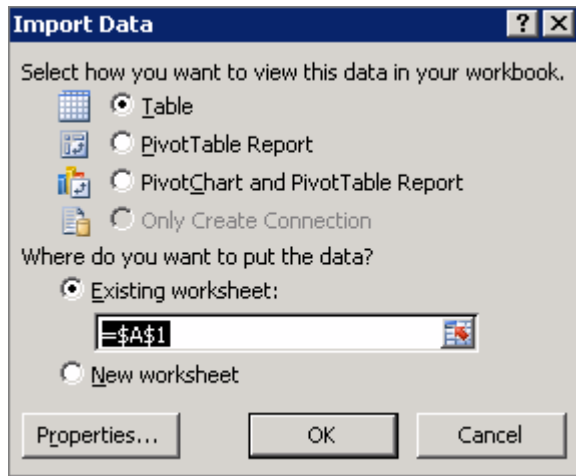 Import Data
Select how you want to view this data in your workbook.
Table
PivotTable Report
PivotChart and PivotTable Report
Only Create Connection
Where do you want to put the data?
Existing worksheet:
=$A$1
New worksheet
Properties... OK Cancel